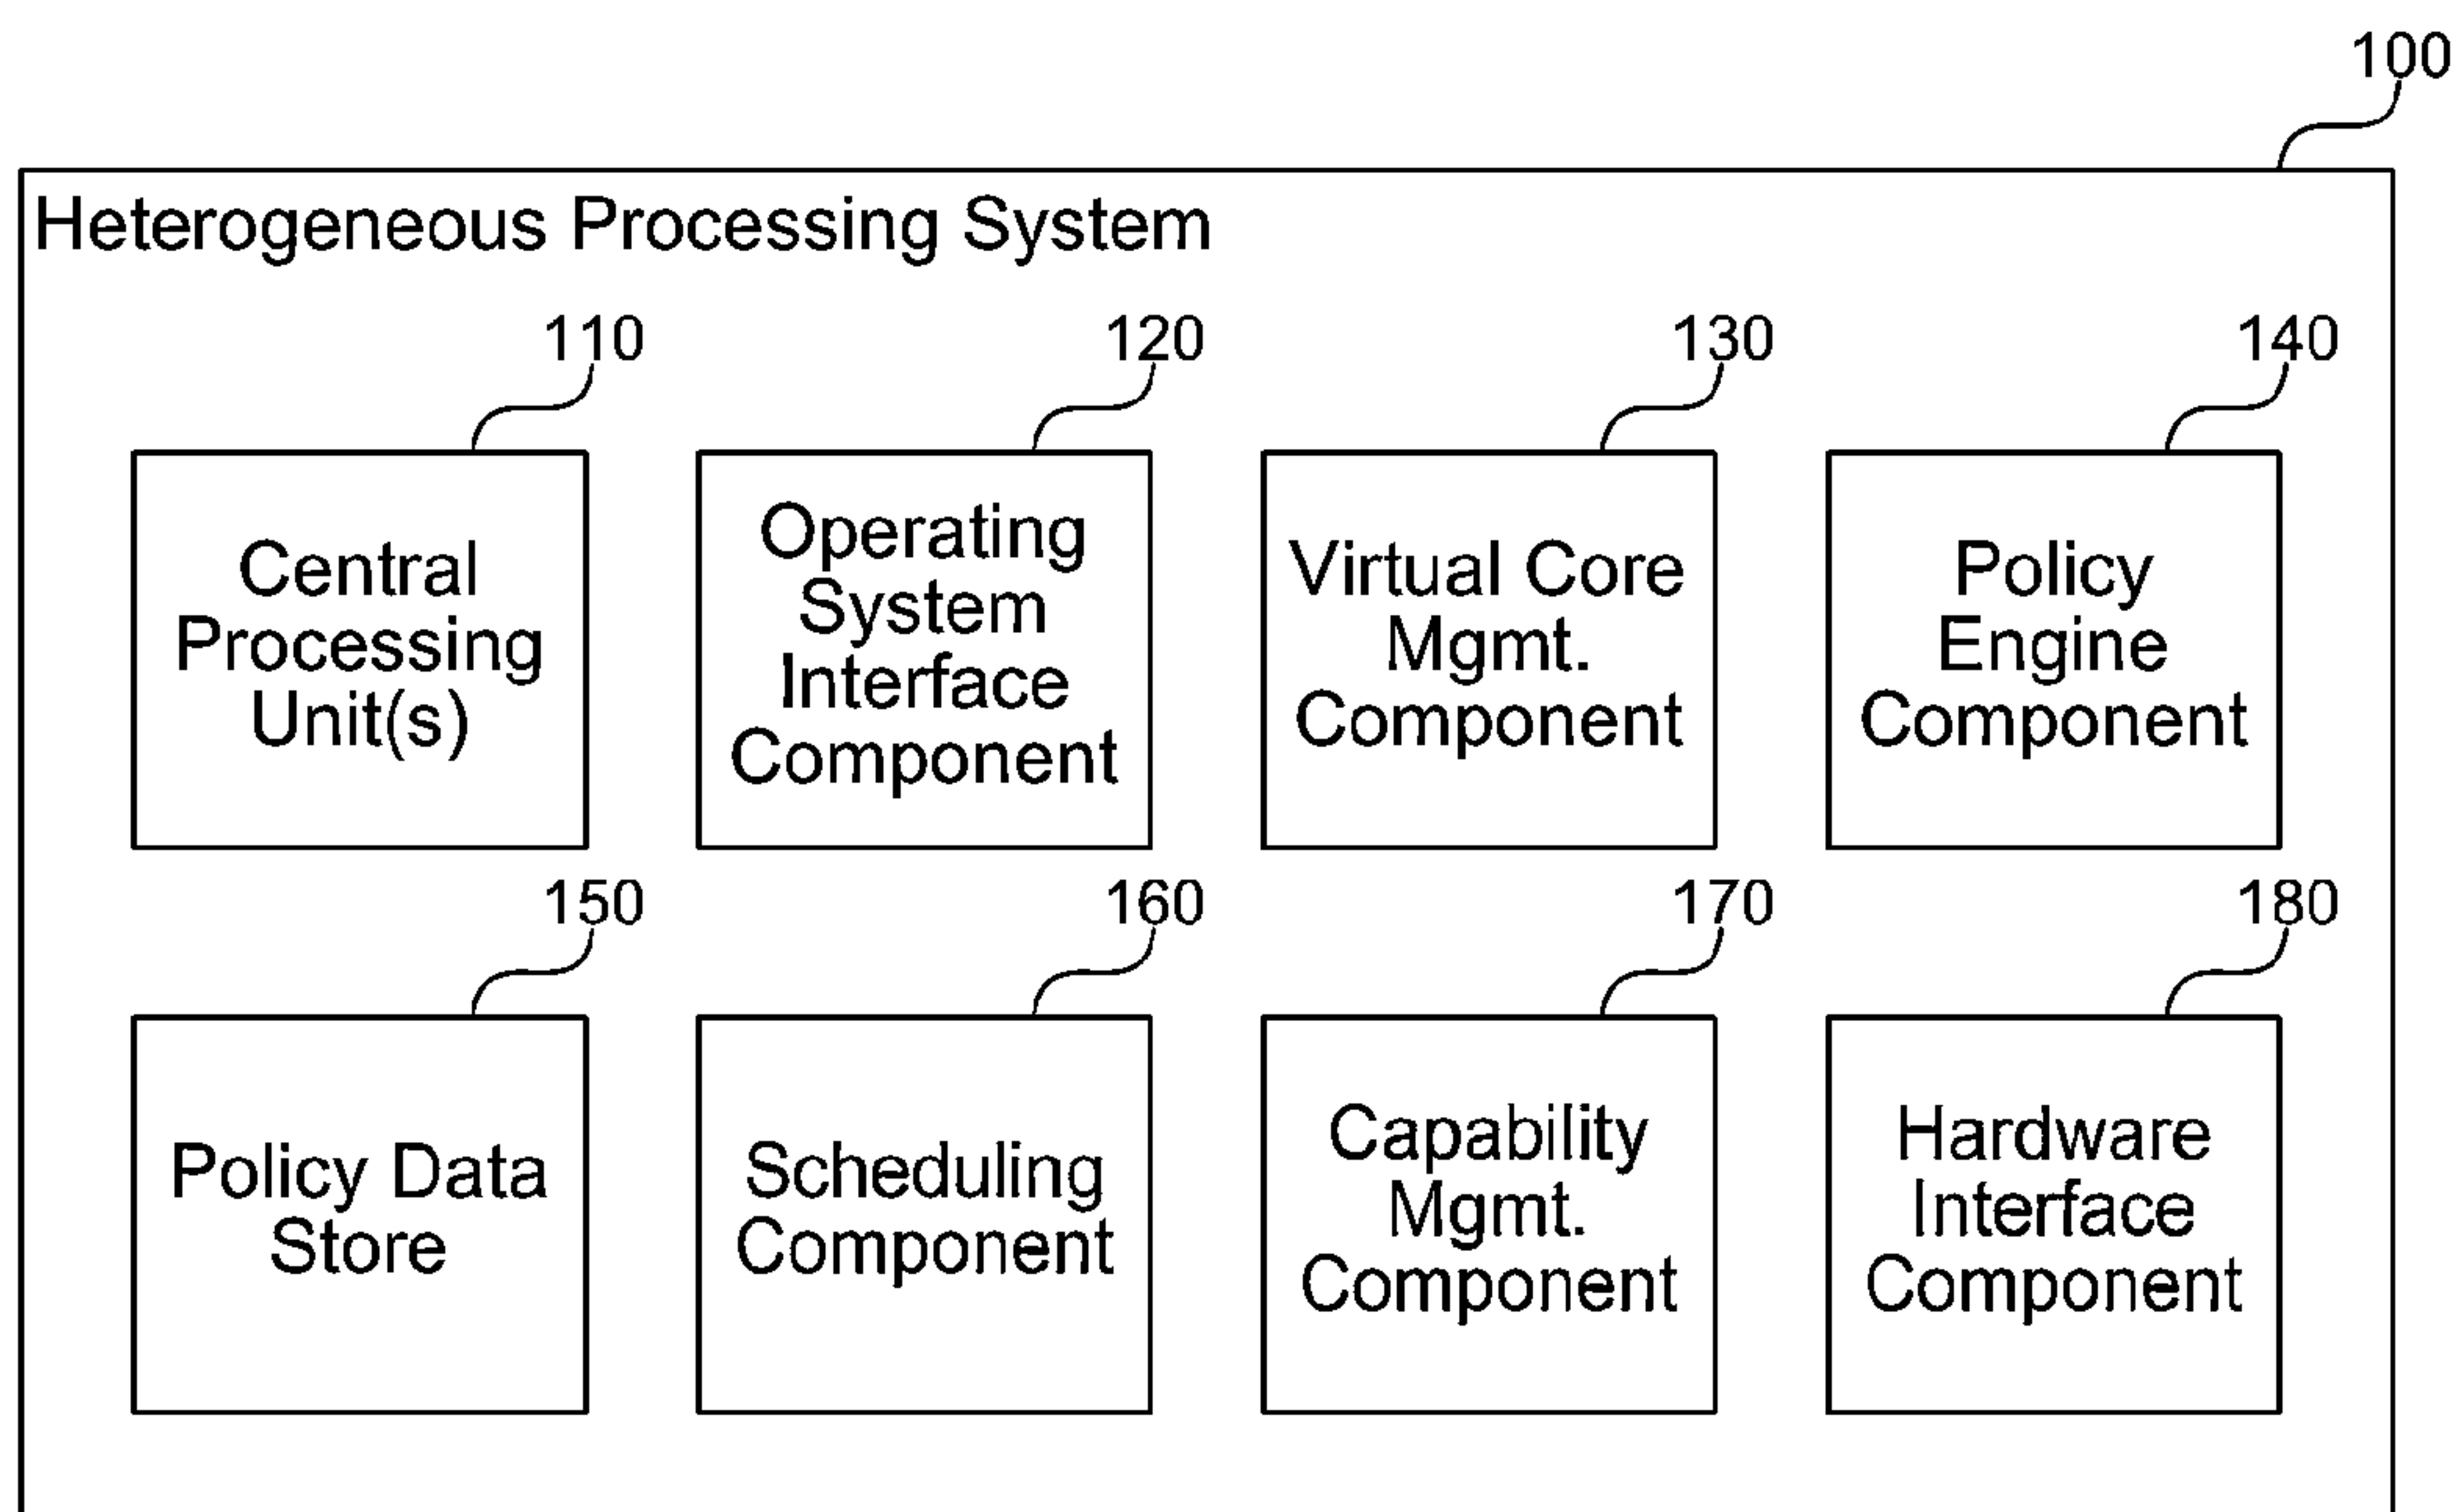 100
Heterogeneous Processing System
110
120
130
140
Central
Processing
Unit(s)
Operating
System
Interface
Component
Virtual Core
Mgmt.
Component
Policy
Engine
Component
150
160
170
180
Policy Data
Store
Scheduling
Component
Capability
Mgmt.
Component
Hardware
Interface
Component